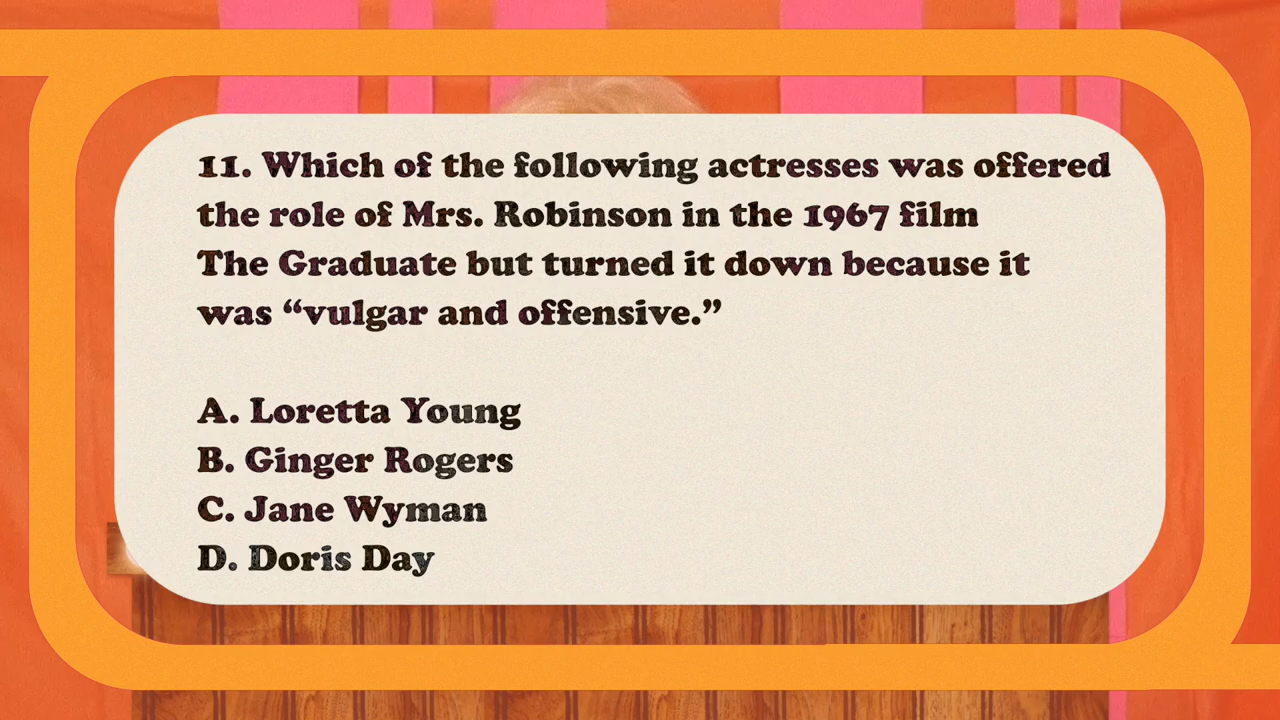 11. Which of the following actresses was offered
the role of Mrs. Robinson in the 1967 film
The Graduate but turned it down because it
was “vulgar and offensive.”
A. Loretta Young
B. Ginger Rogers
C. Jane Wyman
D. Doris Day